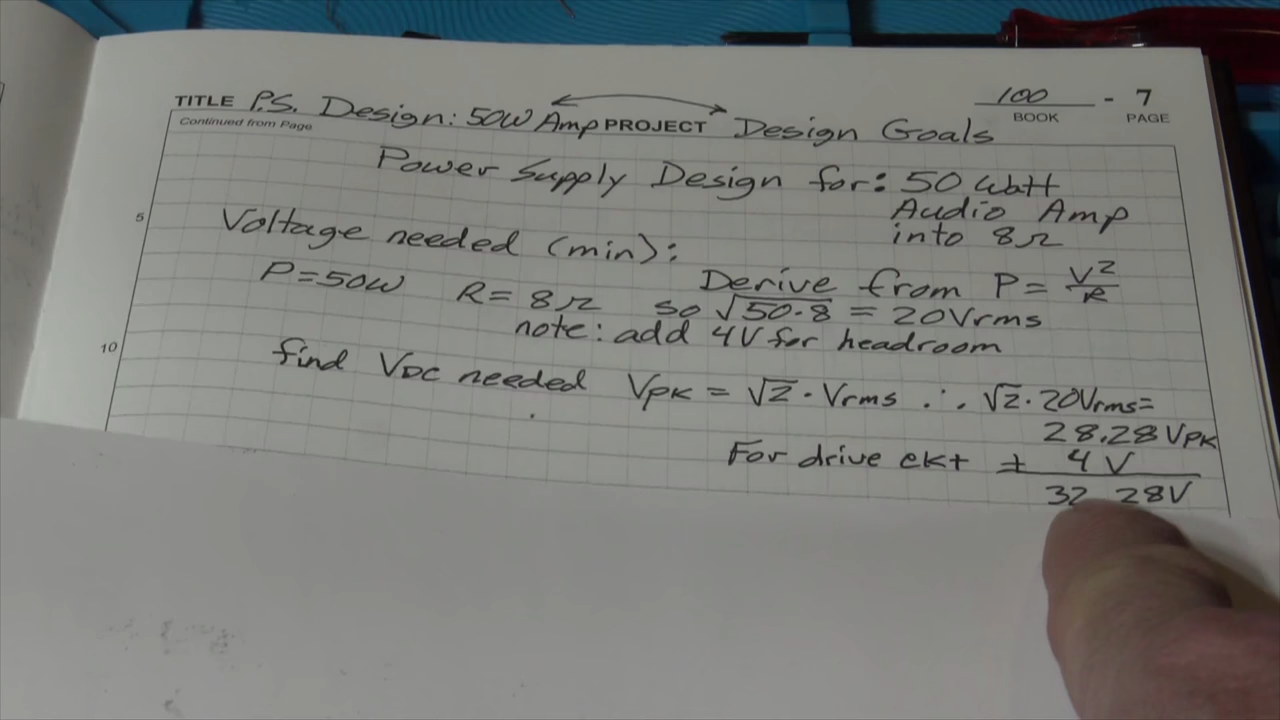 TITLE P.S. Design: 50W Amp PROJECT Design Goals 100 - 7
BOOK PAGE
Continued from Page
Power Supply Design for: 50 Watt
Audio Amp
into 8Ω
5
Voltage needed (min):
P=50W R=8Ω Derive from P=V²/R
so √50·8 = 20Vrms
note: add 4V for headroom
10
find VDC needed VPK = √2·Vrms ∴ √2·20Vrms=
28.28VPK
For drive ckt + 4V
32 28V